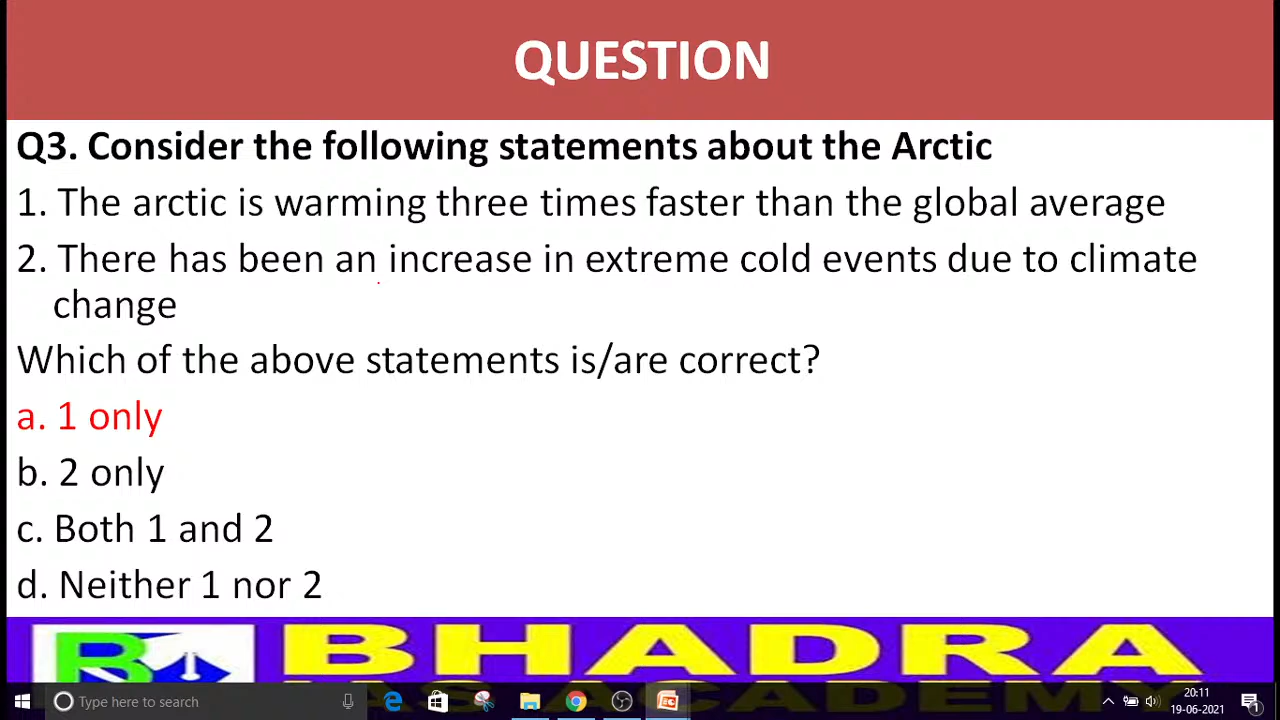 QUESTION
Q3. Consider the following statements about the Arctic
1. The arctic is warming three times faster than the global average
2. There has been an increase in extreme cold events due to climate
change
Which of the above statements is/are correct?
a. 1 only
b. 2 only
c. Both 1 and 2
d. Neither 1 nor 2
BHADRA
Type here to search
20:11
19-06-2021